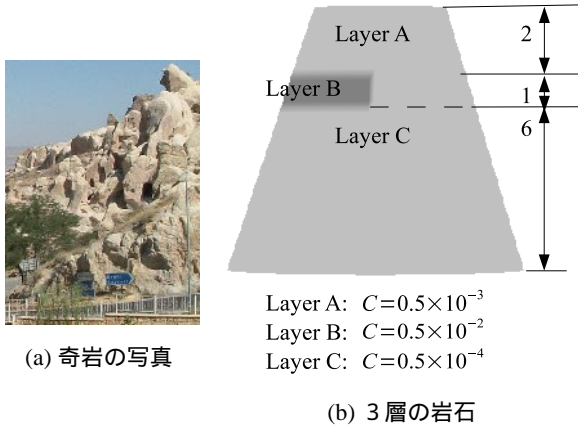 Layer A
2
Layer B
1
Layer C
6
Layer A: C=0.5×10⁻³
Layer B: C=0.5×10⁻²
Layer C: C=0.5×10⁻⁴
(a) 奇岩の写真
(b) 3層の岩石